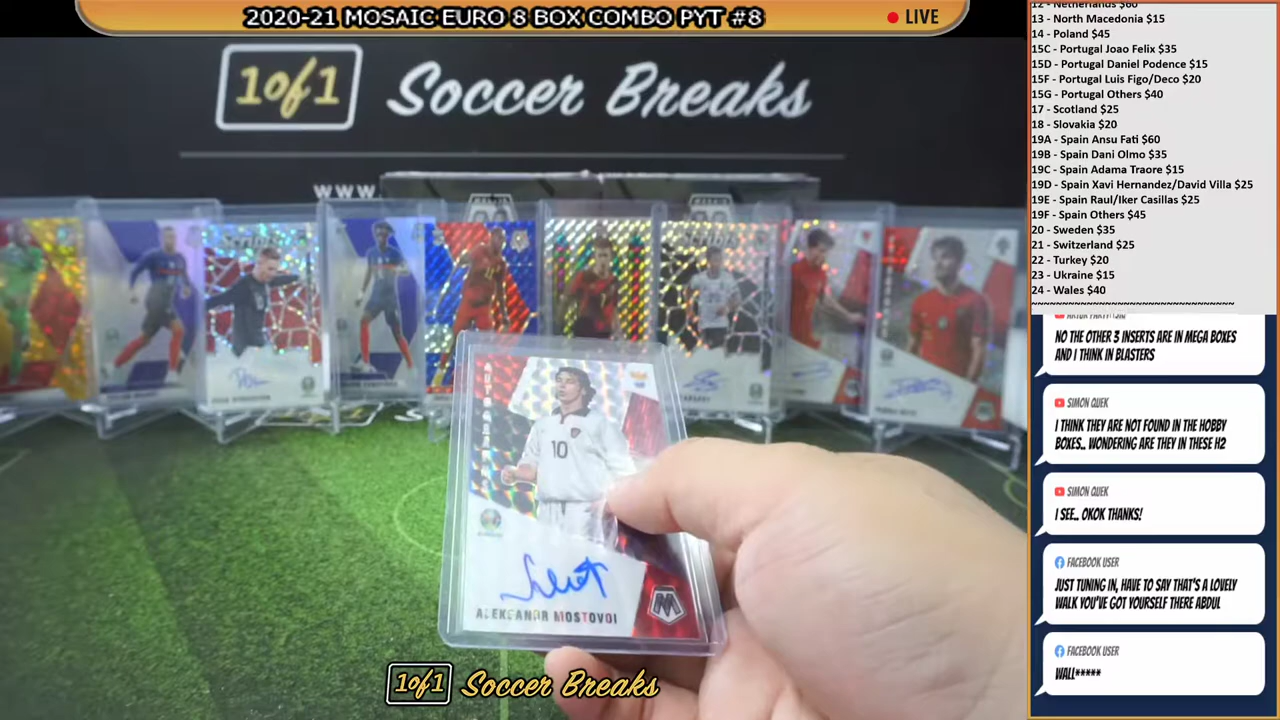 2020-21 MOSAIC EURO 8 BOX COMBO PYT #8
LIVE
1of1 Soccer Breaks
WWW
10
ALEKSANDR MOSTOVOI
1of1 Soccer Breaks
12 - Netherlands $60
13 - North Macedonia $15
14 - Poland $45
15C - Portugal Joao Felix $35
15D - Portugal Daniel Podence $15
15F - Portugal Luis Figo/Deco $20
15G - Portugal Others $40
17 - Scotland $25
18 - Slovakia $20
19A - Spain Ansu Fati $60
19B - Spain Dani Olmo $35
19C - Spain Adama Traore $15
19D - Spain Xavi Hernandez/David Villa $25
19E - Spain Raul/Iker Casillas $25
19F - Spain Others $45
20 - Sweden $35
21 - Switzerland $25
22 - Turkey $20
23 - Ukraine $15
24 - Wales $40
~~~~~~~~~~~~~~~~~~~~~~~~~~~~~~~~~
NO THE OTHER 3 INSERTS ARE IN MEGA BOXES
AND I THINK IN BLASTERS
SIMON QUEK
I THINK THEY ARE NOT FOUND IN THE HOBBY
BOXES.. WONDERING ARE THEY IN THESE H2
SIMON QUEK
I SEE.. OKOK THANKS!
FACEBOOK USER
JUST TUNING IN, HAVE TO SAY THAT'S A LOVELY
WALK YOU'VE GOT YOURSELF THERE ABDUL
FACEBOOK USER
WALL*****